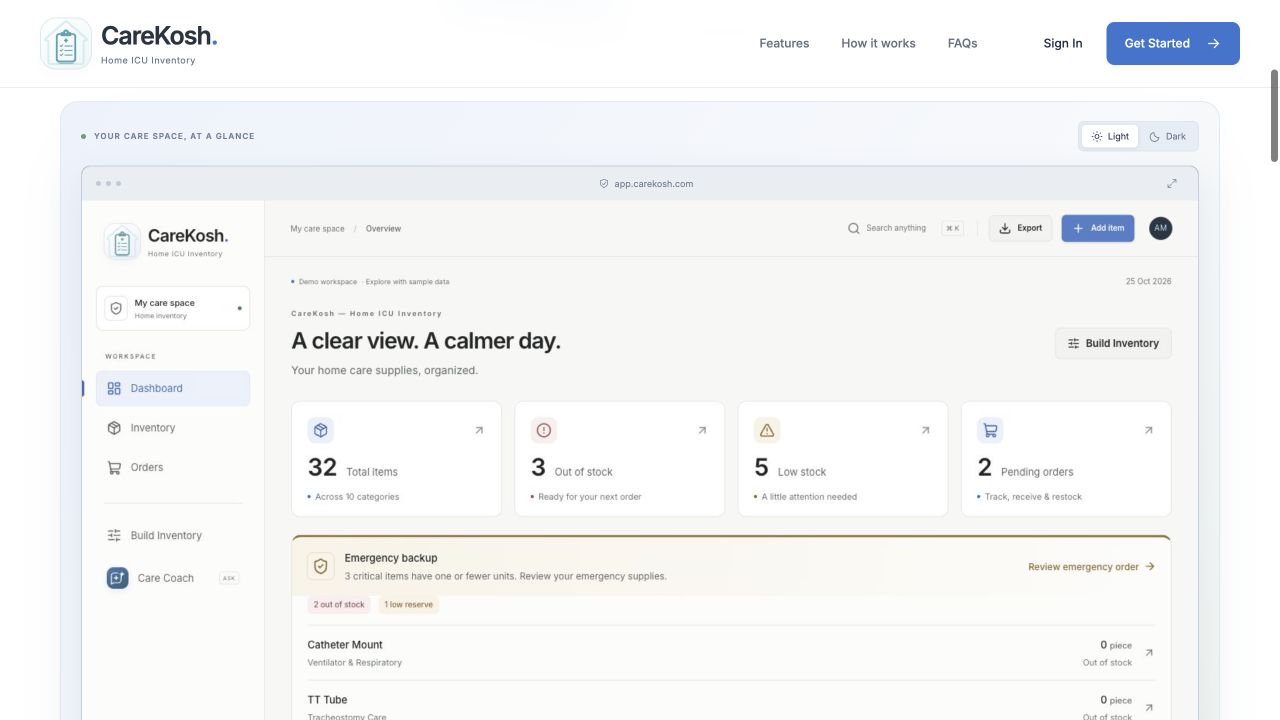 CareKosh.
Home ICU Inventory
Features
How it works
FAQs
Sign In
Get Started
YOUR CARE SPACE, AT A GLANCE
Light
Dark
app.carekosh.com
CareKosh.
Home ICU Inventory
My care space / Overview
Search anything
⌘ K
Export
Add item
AM
My care space
Home inventory
WORKSPACE
Dashboard
Inventory
Orders
Build Inventory
Care Coach
ASK
Demo workspace · Explore with sample data
25 Oct 2026
CareKosh — Home ICU Inventory
A clear view. A calmer day.
Your home care supplies, organized.
Build Inventory
32 Total items
Across 10 categories
3 Out of stock
Ready for your next order
5 Low stock
A little attention needed
2 Pending orders
Track, receive & restock
Emergency backup
3 critical items have one or fewer units. Review your emergency supplies.
Review emergency order
2 out of stock
1 low reserve
Catheter Mount
Ventilator & Respiratory
0 piece
Out of stock
TT Tube
Tracheostomy Care
0 piece
Out of stock